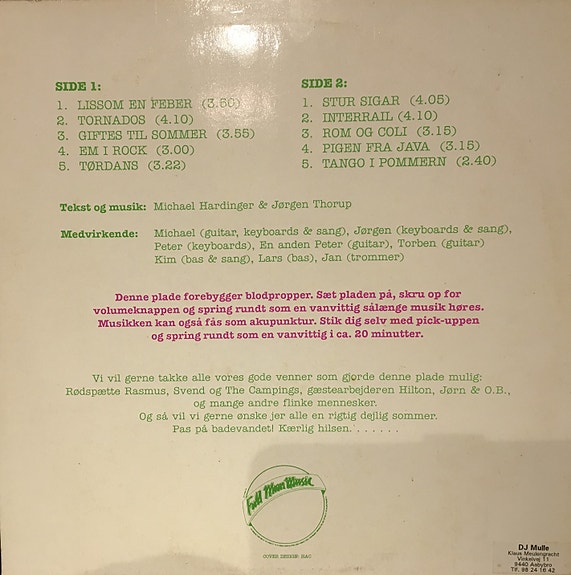 SIDE 1:
1. LISSOM EN FEBER (3.50)
2. TORNADOS (4.10)
3. GIFTES TIL SOMMER (3.55)
4. EM I ROCK (3.00)
5. TØRDANS (3.22)
SIDE 2:
1. STUR SIGAR (4.05)
2. INTERRAIL (4.10)
3. ROM OG COLI (3.15)
4. PIGEN FRA JAVA (3.15)
5. TANGO I POMMERN (2.40)
Tekst og musik: Michael Hardinger & Jørgen Thorup
Medvirkende: Michael (guitar, keyboards & sang), Jørgen (keyboards & sang),
Peter (keyboards), En anden Peter (guitar), Torben (guitar)
Kim (bas & sang), Lars (bas), Jan (trommer)
Denne plade forebygger blodpropper. Sæt pladen på, skru op for
volumeknappen og spring rundt som en vanvittig sålænge musik høres.
Musikken kan også fås som akupunktur. Stik dig selv med pick-uppen
og spring rundt som en vanvittig i ca. 20 minutter.
Vi vil gerne takke alle vores gode venner som gjorde denne plade mulig:
Rødspætte Rasmus, Svend og The Campings, gæstearbejderen Hilton, Jørn & O.B.,
og mange andre flinke mennesker.
Og så vil vi gerne ønske jer alle en rigtig dejlig sommer.
Pas på badevandet! Kærlig hilsen. . . . . . .
Full Moon Music
COVER DESIGN HAC
DJ Mulle
Klaus Meulengracht
Vinkelvej 11
9440 Aabybro
Tlf. 98 24 16 42